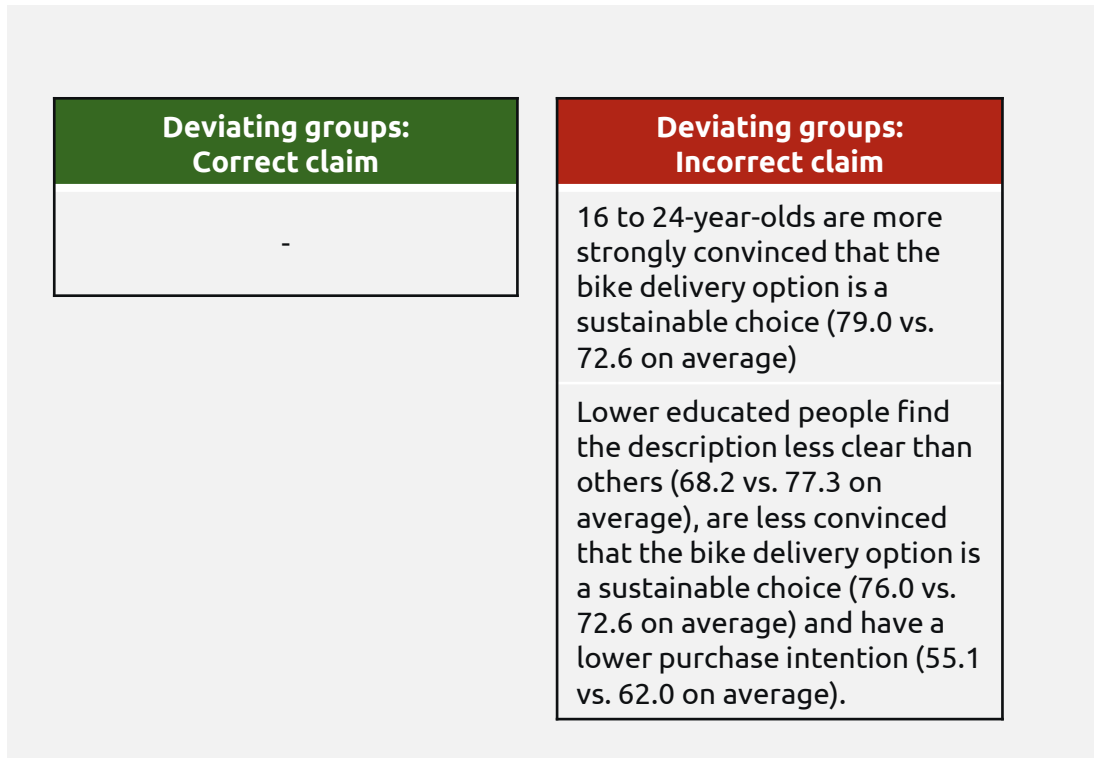 Deviating groups:
Correct claim
-
Deviating groups:
Incorrect claim
16 to 24-year-olds are more
strongly convinced that the
bike delivery option is a
sustainable choice (79.0 vs.
72.6 on average)
Lower educated people find
the description less clear than
others (68.2 vs. 77.3 on
average), are less convinced
that the bike delivery option is
a sustainable choice (76.0 vs.
72.6 on average) and have a
lower purchase intention (55.1
vs. 62.0 on average).